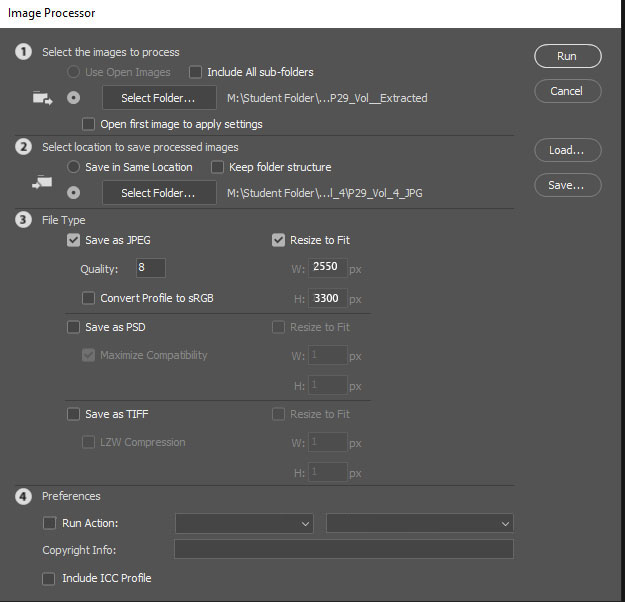 Image Processor
1 Select the images to process
Use Open Images Include All sub-folders
Select Folder... M:\Student Folder\...P29_Vol__Extracted
Open first image to apply settings
2 Select location to save processed images
Save in Same Location Keep folder structure
Select Folder... M:\Student Folder\...l_4\P29_Vol_4_JPG
3 File Type
Save as JPEG Resize to Fit
Quality: 8 W: 2550 px
Convert Profile to sRGB H: 3300 px
Save as PSD Resize to Fit
Maximize Compatibility W: 1 px
H: 1 px
Save as TIFF Resize to Fit
LZW Compression W: 1 px
H: 1 px
4 Preferences
Run Action:
Copyright Info:
Include ICC Profile
Run
Cancel
Load...
Save...